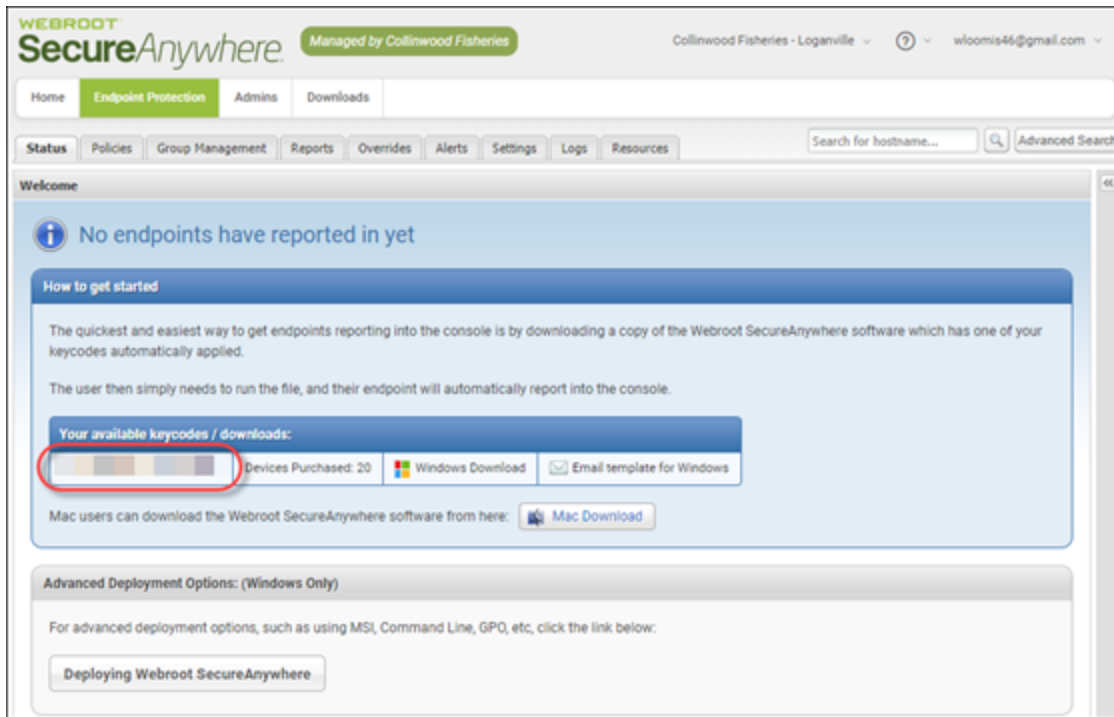 WEBROOT
SecureAnywhere.
Managed by Collinwood Fisheries
Collinwood Fisheries - Loganville
?
wloomis46@gmail.com
Home
Endpoint Protection
Admins
Downloads
Status
Policies
Group Management
Reports
Overrides
Alerts
Settings
Logs
Resources
Search for hostname...
Advanced Search
Welcome
No endpoints have reported in yet
How to get started
The quickest and easiest way to get endpoints reporting into the console is by downloading a copy of the Webroot SecureAnywhere software which has one of your
keycodes automatically applied.
The user then simply needs to run the file, and their endpoint will automatically report into the console.
Your available keycodes / downloads:
Devices Purchased: 20
Windows Download
Email template for Windows
Mac users can download the Webroot SecureAnywhere software from here:
Mac Download
Advanced Deployment Options: (Windows Only)
For advanced deployment options, such as using MSI, Command Line, GPO, etc, click the link below:
Deploying Webroot SecureAnywhere